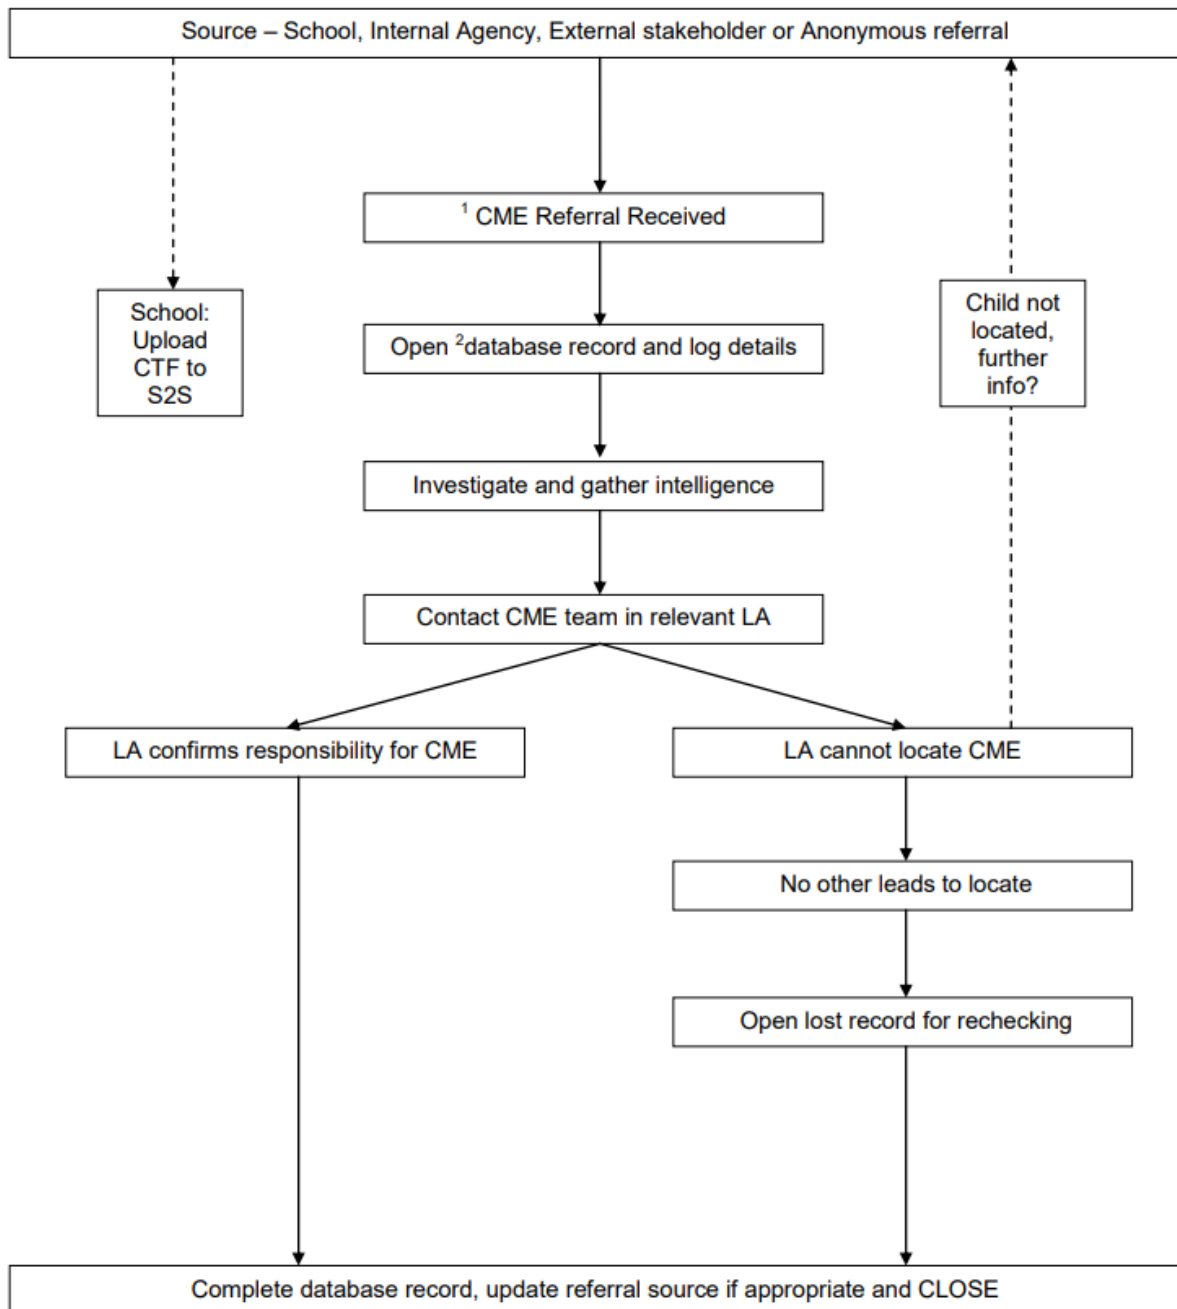 Source – School, Internal Agency, External stakeholder or Anonymous referral
¹ CME Referral Received
School:
Upload
CTF to
S2S
Child not
located,
further
info?
Open ²database record and log details
Investigate and gather intelligence
Contact CME team in relevant LA
LA confirms responsibility for CME
LA cannot locate CME
No other leads to locate
Open lost record for rechecking
Complete database record, update referral source if appropriate and CLOSE